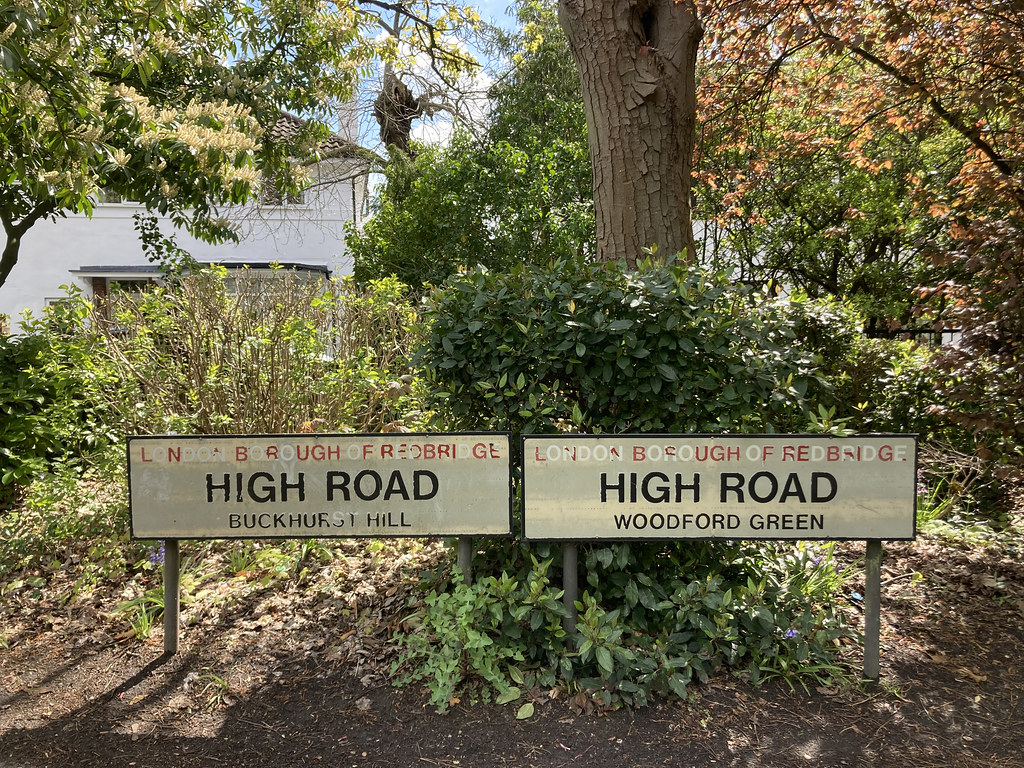 LONDON BOROUGH OF REDBRIDGE
HIGH ROAD
BUCKHURST HILL
LONDON BOROUGH OF REDBRIDGE
HIGH ROAD
WOODFORD GREEN